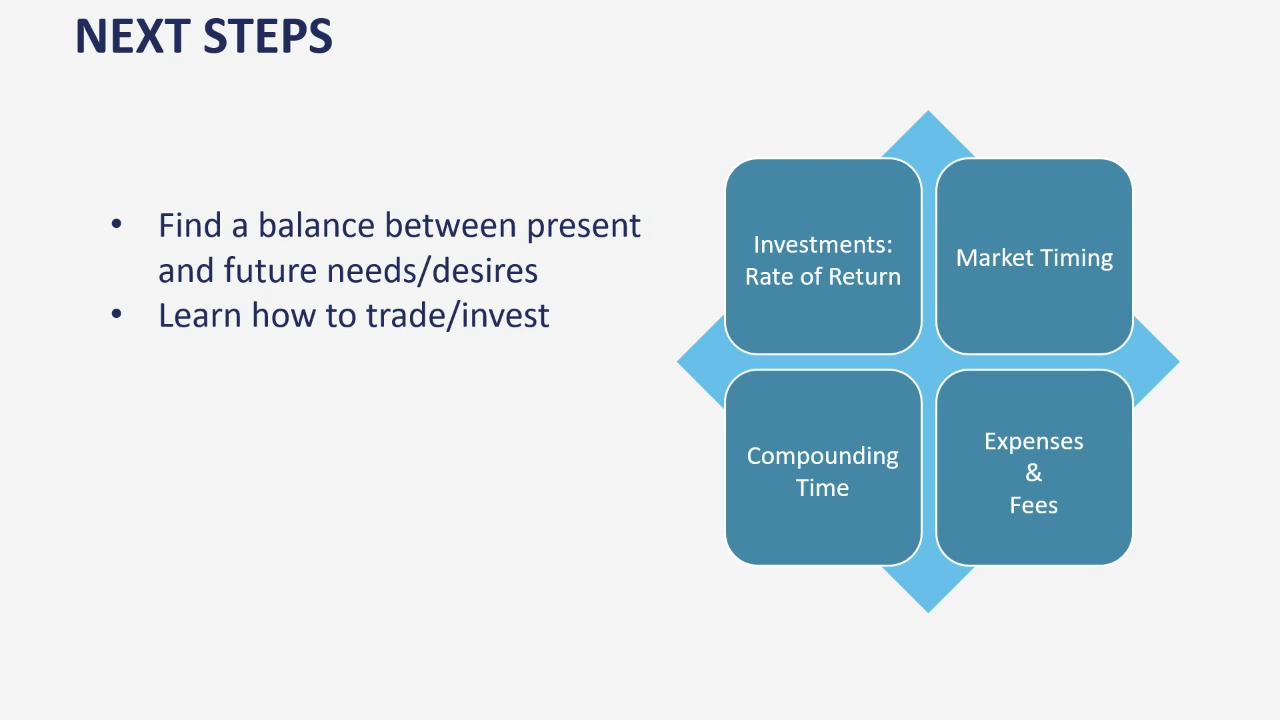 NEXT STEPS
• Find a balance between present
and future needs/desires
• Learn how to trade/invest
Investments:
Rate of Return
Market Timing
Compounding
Time
Expenses
&
Fees